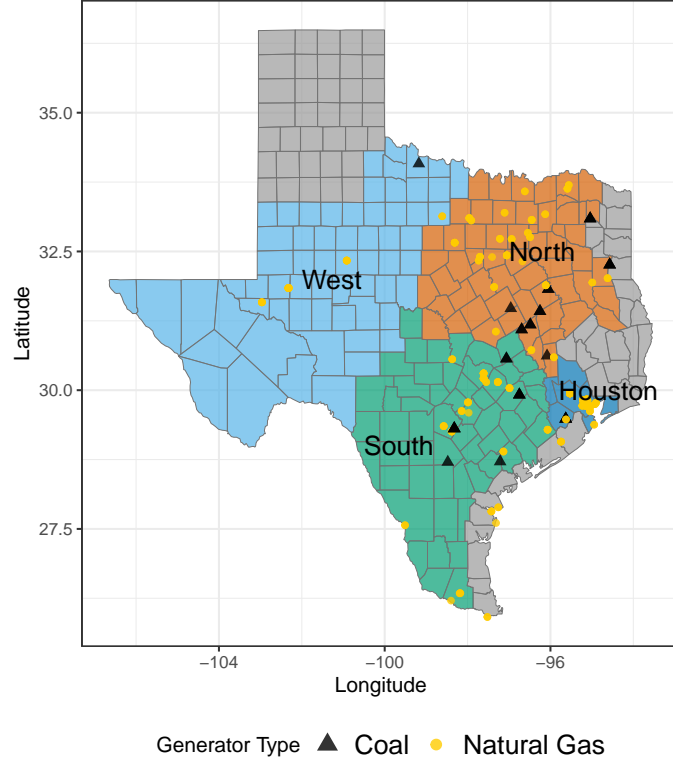 35.0
32.5
30.0
27.5
Latitude
West
North
Houston
South
−104
−100
−96
Longitude
Generator Type
Coal
Natural Gas